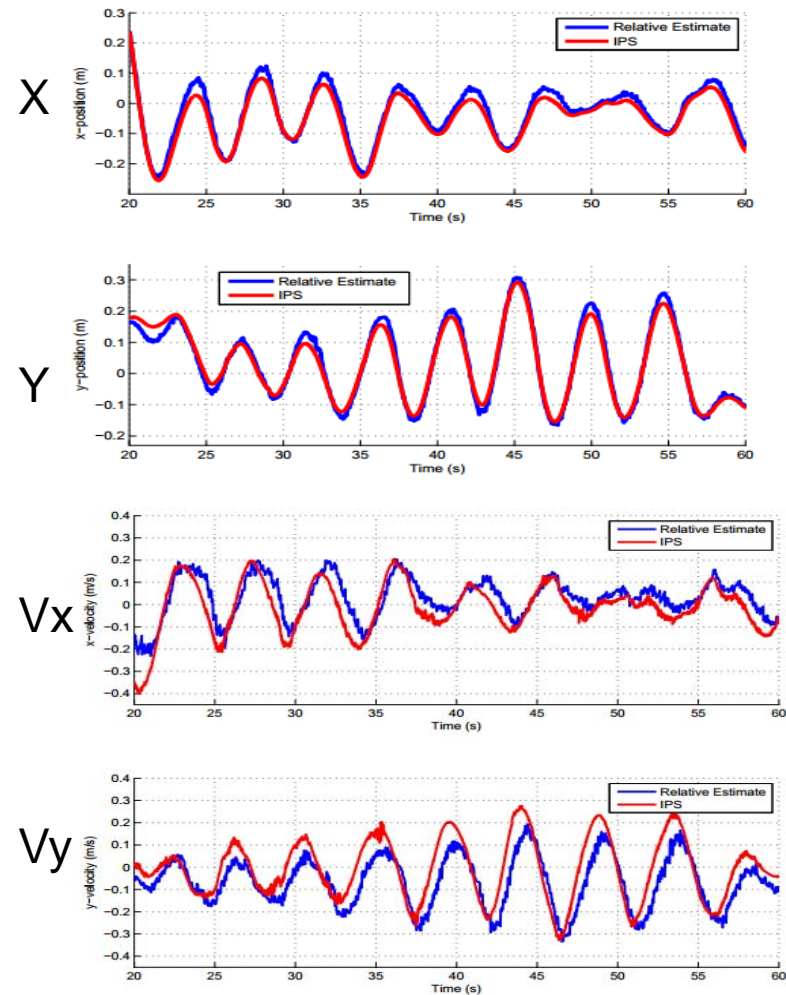 0.3
0.2
0.1
0
−0.1
−0.2
X
x−position (m)
Relative Estimate
IPS
20 25 30 35 40 45 50 55 60
Time (s)
0.3
0.2
0.1
0
−0.1
−0.2
Y
y−position (m)
Relative Estimate
IPS
20 25 30 35 40 45 50 55 60
Time (s)
0.4
0.3
0.2
0.1
0
−0.1
−0.2
−0.3
−0.4
Vx
x−velocity (m/s)
Relative Estimate
IPS
20 25 30 35 40 45 50 55 60
Time (s)
0.4
0.3
0.2
0.1
0
−0.1
−0.2
−0.3
−0.4
Vy
y−velocity (m/s)
Relative Estimate
IPS
20 25 30 35 40 45 50 55 60
Time (s)